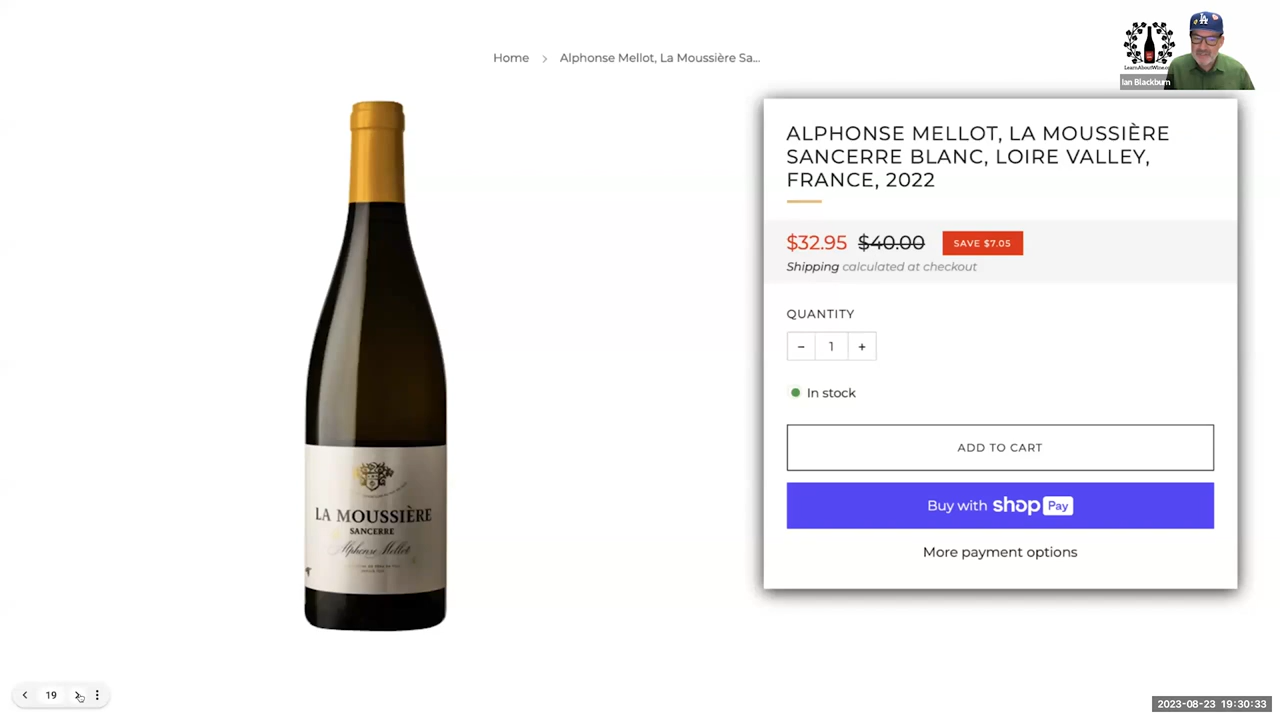 Home > Alphonse Mellot, La Moussière Sa...
LearnAboutWine.c
Ian Blackburn
LA MOUSSIÈRE
SANCERRE
Alphonse Mellot
ALPHONSE MELLOT, LA MOUSSIÈRE
SANCERRE BLANC, LOIRE VALLEY,
FRANCE, 2022
$32.95 $40.00 SAVE $7.05
Shipping calculated at checkout
QUANTITY
− 1 +
In stock
ADD TO CART
Buy with shop Pay
More payment options
19
2023-08-23 19:30:33